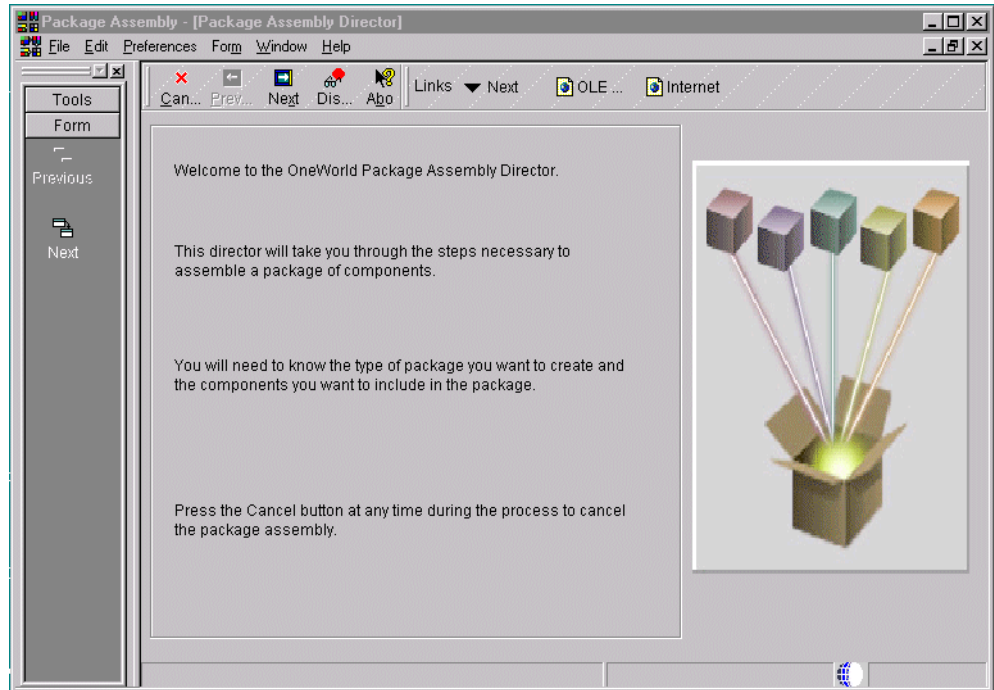 Package Assembly - [Package Assembly Director]
File Edit Preferences Form Window Help
Tools
Form
Previous
Next
Can... Prev... Next Dis... Abo Links Next OLE ... Internet
Welcome to the OneWorld Package Assembly Director.
This director will take you through the steps necessary to
assemble a package of components.
You will need to know the type of package you want to create and
the components you want to include in the package.
Press the Cancel button at any time during the process to cancel
the package assembly.